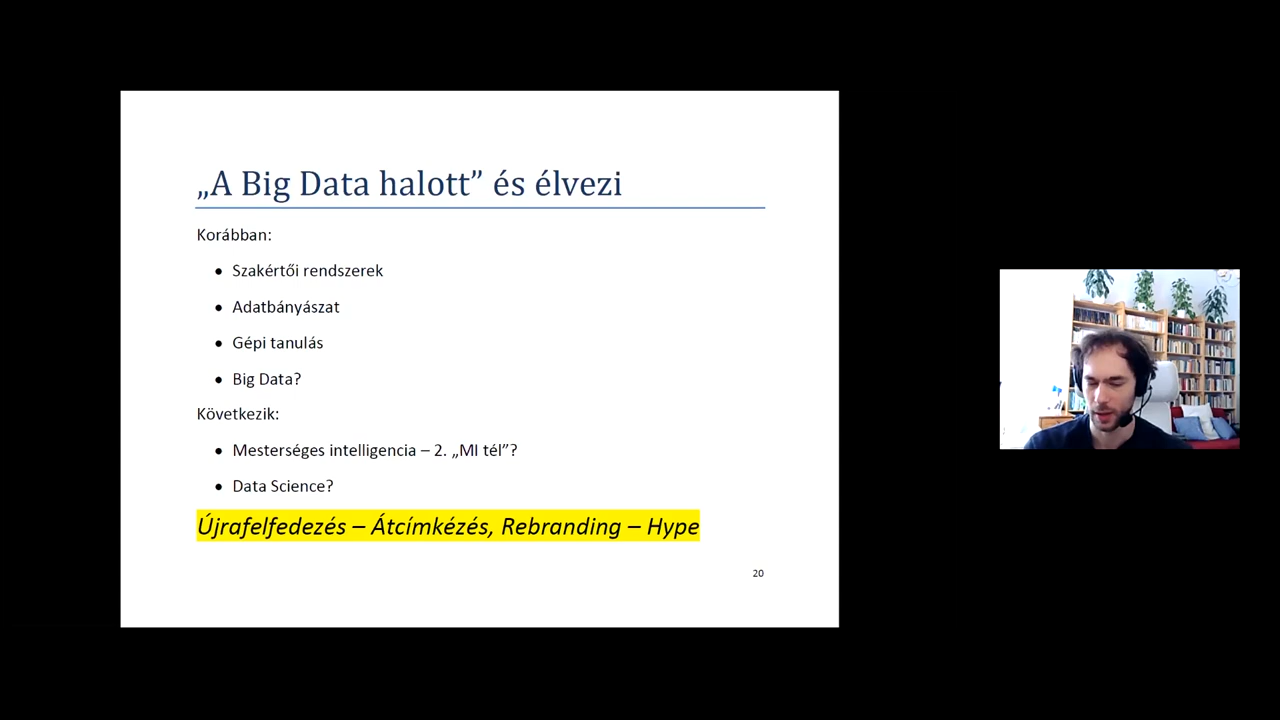 „A Big Data halott” és élvezi
Korábban:
• Szakértői rendszerek
• Adatbányászat
• Gépi tanulás
• Big Data?
Következik:
• Mesterséges intelligencia – 2. „MI tél”?
• Data Science?
Újrafelfedezés – Átcímkézés, Rebranding – Hype
20